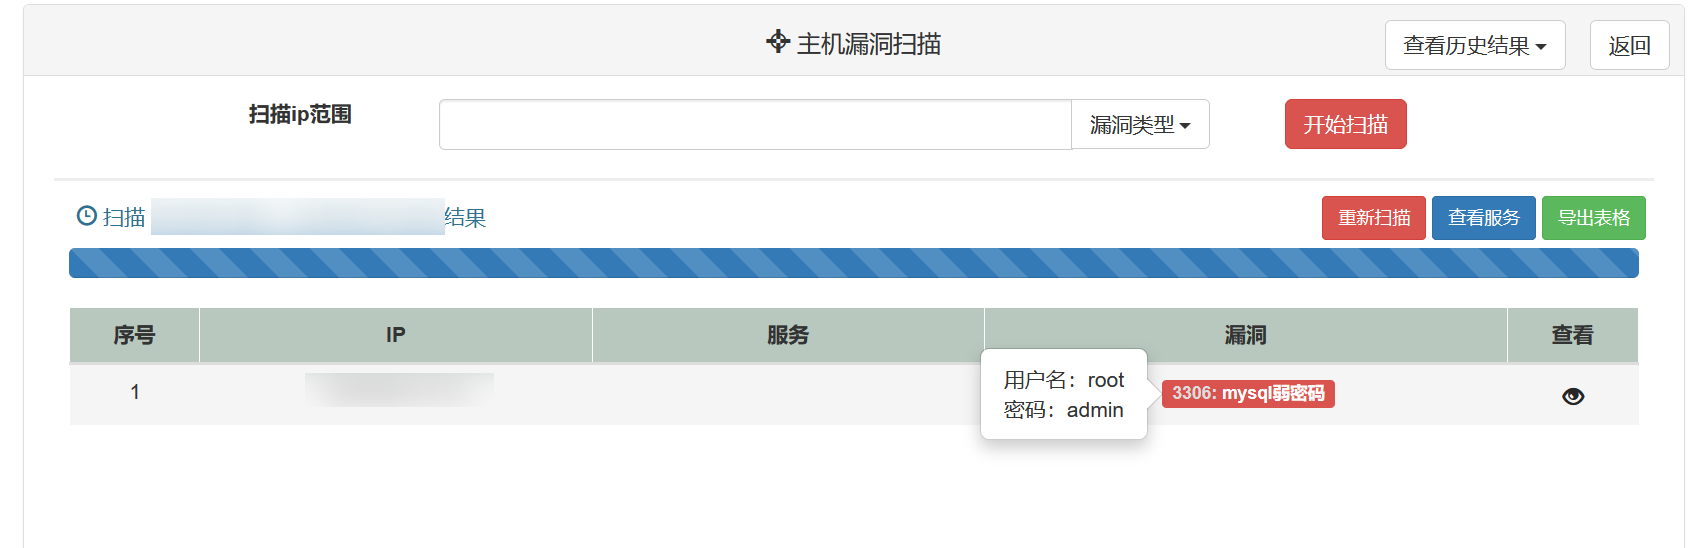 主机漏洞扫描
查看历史结果
返回
扫描ip范围
漏洞类型
开始扫描
扫描
结果
重新扫描
查看服务
导出表格
序号 IP 服务 漏洞 查看
1
用户名：root
密码：admin
3306: mysql弱密码